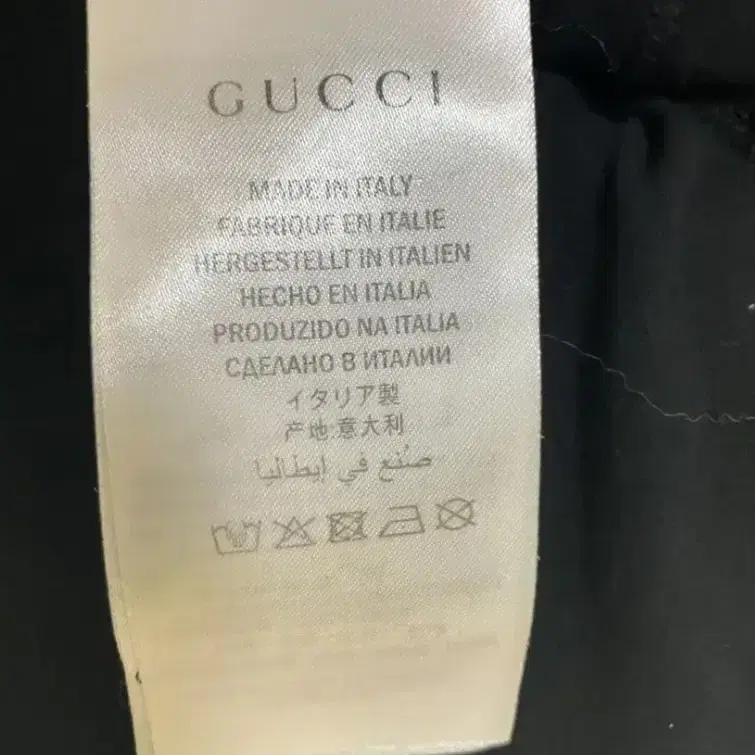 GUCCI
MADE IN ITALY
FABRIQUE EN ITALIE
HERGESTELLT IN ITALIEN
HECHO EN ITALIA
PRODUZIDO NA ITALIA
СДЕЛАНО В ИТАЛИИ
イタリア製
产地:意大利
صُنع في إيطاليا